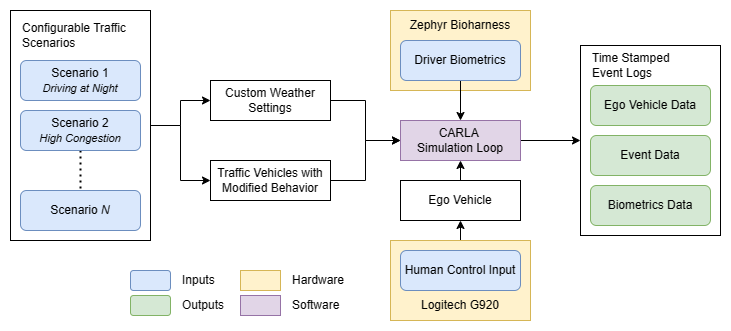 Configurable Traffic
Scenarios
Scenario 1
Driving at Night
Scenario 2
High Congestion
Scenario N
Custom Weather
Settings
Traffic Vehicles with
Modified Behavior
Zephyr Bioharness
Driver Biometrics
CARLA
Simulation Loop
Ego Vehicle
Human Control Input
Logitech G920
Time Stamped
Event Logs
Ego Vehicle Data
Event Data
Biometrics Data
Inputs
Hardware
Outputs
Software